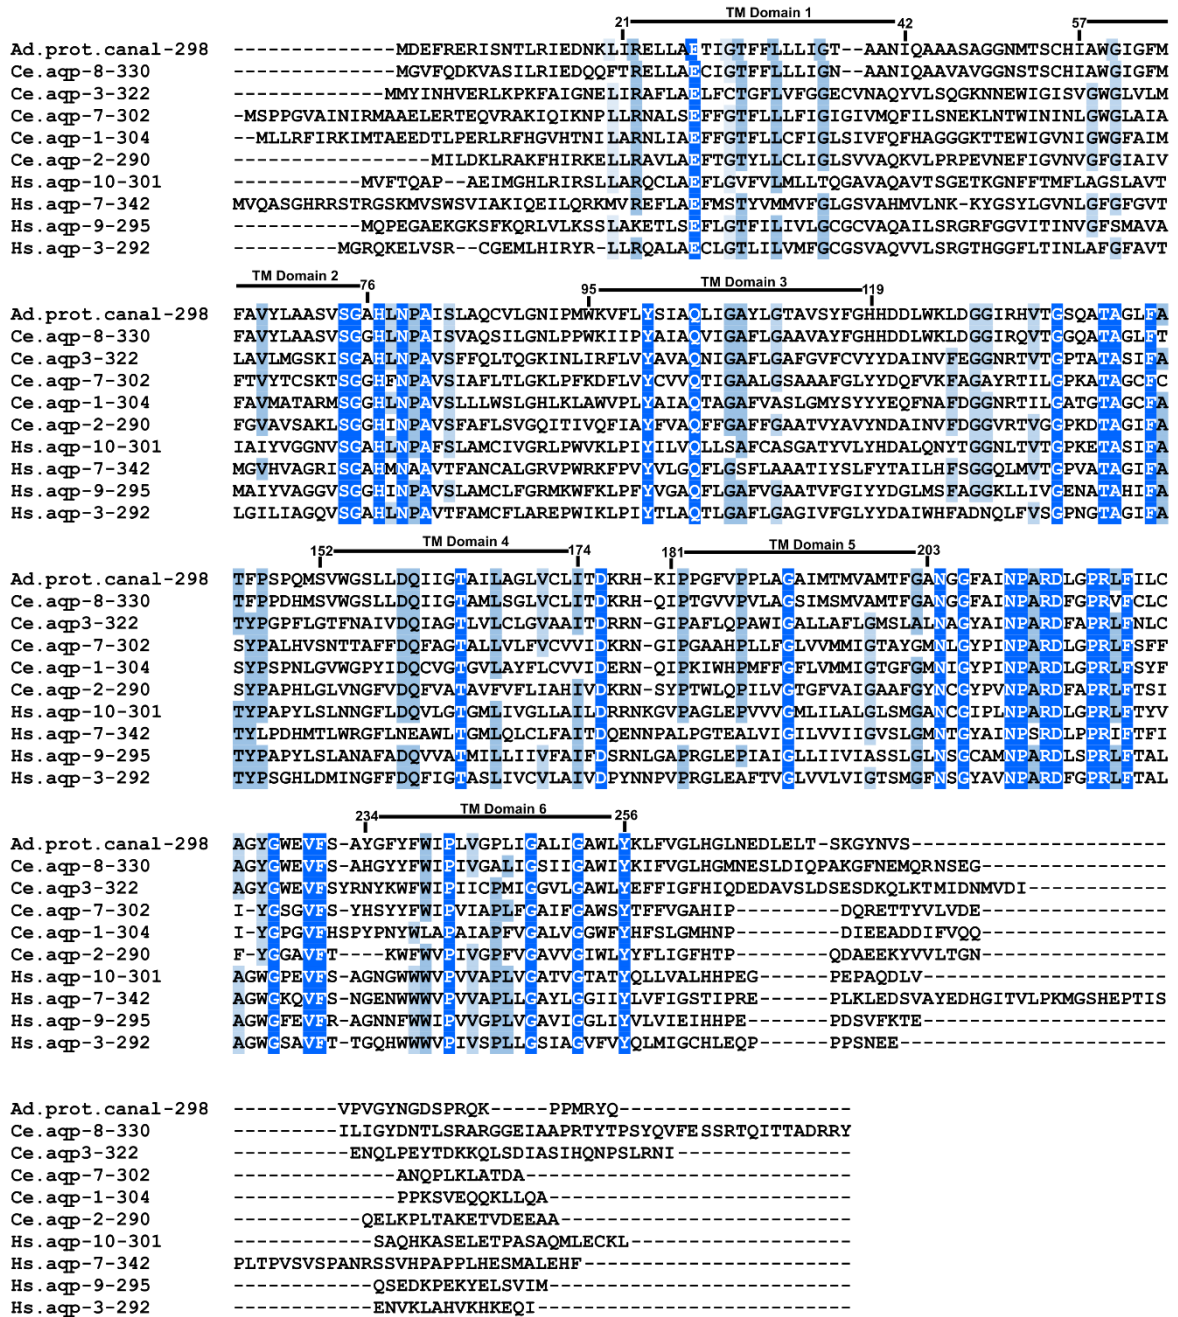 TM Domain 1
21 42 57
Ad.prot.canal-298 --------------MDEFRERISNTLRIEDNKLIRELLAETIGTFFLLLIGT--AANIQAAASAGGNMTSCHIAWGIGFM
Ce.aqp-8-330 --------------MGVFQDKVASILRIEDQQFTRELLAECIGTFFLLLIGN--AANIQAAVAVGGNSTSCHIAWGIGFM
Ce.aqp-3-322 -------------MMYINHVERLKPKFAIGNELIRAFLAELFCTGFLVFGGECVNAQYVLSQGKNNEWIGISVGWGLVLM
Ce.aqp-7-302 -MSPPGVAINIRMAAELERTEQVRAKIQIKNPLLRNALSEFFGTFLLLFIGIGIVMQFILSNEKLNTWININLGWGLAIA
Ce.aqp-1-304 --MLLRFIRKIMTAEEDTLPERLRFHGVHTNILARNLIAEFFGTFLLCFIGLSIVFQFHAGGGKTTEWIGVNIGWGFAIM
Ce.aqp-2-290 -----------------MILDKLRAKFHIRKELLRAVLAEFTGTYLLCLIGLSVVAQKVLPRPEVNEFIGVNVGFGIAIV
Hs.aqp-10-301 -----------MVFTQAP--AEIMGHLRIRSLLARQCLAEFLGVFVLMLLTQGAVAQAVTSGETKGNFFTMFLAGSLAVT
Hs.aqp-7-342 MVQASGHRRSTRGSKMVSWSVIAKIQEILQRKMVREFLAEFMSTYVMMVFGLGSVAHMVLNK-KYGSYLGVNLGFGFGVT
Hs.aqp-9-295 -----------MQPEGAEKGKSFKQRLVLKSSLAKETLSEFLGTFILIVLGCGCVAQAILSRGRFGGVITINVGFSMAVA
Hs.aqp-3-292 ---------MGRQKELVSR--CGEMLHIRYR-LLRQALAECLGTLILVMFGCGSVAQVVLSRGTHGGFLTINLAFGFAVT
TM Domain 2 TM Domain 3
76 95 119
Ad.prot.canal-298 FAVYLAASVSGAHLNPAISLAQCVLGNIPMWKVFLYSIAQLIGAYLGTAVSYFGHHDDLWKLDGGIRHVTGSQATAGLFA
Ce.aqp-8-330 FAVYLAASVSGGHLNPAISVAQSILGNLPPWKIIPYAIAQVIGAFLGAAVAYFGHHDDLWKLDGGIRQVTGGQATAGLFT
Ce.aqp3-322 LAVLMGSKISGAHLNPAVSFFQLTQGKINLIRFLVYAVAQNIGAFLGAFGVFCVYYDAINVFEGGNRTVTGPTATASIFA
Ce.aqp-7-302 FTVYTCSKTSGGHFNPAVSIAFLTLGKLPFKDFLVYCVVQTIGAALGSAAAFGLYYDQFVKFAGAYRTILGPKATAGCFC
Ce.aqp-1-304 FAVMATARMSGGHLNPAVSLLLWSLGHLKLAWVPLYAIAQTAGAFVASLGMYSYYYEQFNAFDGGNRTILGATGTAGCFA
Ce.aqp-2-290 FGVAVSAKLSGGHINPAVSFAFLSVGQITIVQFIAYFVAQFFGAFFGAATVYAVYNDAINVFDGGVRTVGGPKDTAGIFA
Hs.aqp-10-301 IAIYVGGNVSGAHLNPAFSLAMCIVGRLPWVKLPIYILVQLLSAFCASGATYVLYHDALQNYTGGNLTVTGPKETASIFA
Hs.aqp-7-342 MGVHVAGRISGAHMNAAVTFANCALGRVPWRKFPVYVLGQFLGSFLAAATIYSLFYTAILHFSGGQLMVTGPVATAGIFA
Hs.aqp-9-295 MAIYVAGGVSGGHINPAVSLAMCLFGRMKWFKLPFYVGAQFLGAFVGAATVFGIYYDGLMSFAGGKLLIVGENATAHIFA
Hs.aqp-3-292 LGILIAGQVSGAHLNPAVTFAMCFLAREPWIKLPIYTLAQTLGAFLGAGIVFGLYYDAIWHFADNQLFVSGPNGTAGIFA
TM Domain 4 TM Domain 5
152 174 181 203
Ad.prot.canal-298 TFPSPQMSVWGSLLDQIIGTAILAGLVCLITDKRH-KIPPGFVPPLAGAIMTMVAMTFGANGGFAINPARDLGPRLFILC
Ce.aqp-8-330 TFPPDHMSVWGSLLDQIIGTAMLSGLVCLITDKRH-QIPTGVVPVLAGSIMSMVAMTFGANGGFAINPARDFGPRVFCLC
Ce.aqp3-322 TYPGPFLGTFNAIVDQIAGTLVLCLGVAAITDRRN-GIPAFLQPAWIGALLAFLGMSLALNAGYAINPARDFAPRLFNLC
Ce.aqp-7-302 SYPALHVSNTTAFFDQFAGTALLVLFVCVVIDKRN-GIPGAAHPLLFGLVVMMIGTAYGMNLGYPINPARDLGPRLFSFF
Ce.aqp-1-304 SYPSPNLGVWGPYIDQCVGTGVLAYFLCVVIDERN-QIPKIWHPMFFGFLVMMIGTGFGMNIGYPINPARDLGPRLFSYF
Ce.aqp-2-290 SYPAPHLGLVNGFVDQFVATAVFVFLIAHIVDKRN-SYPTWLQPILVGTGFVAIGAAFGYNCGYPVNPARDFAPRLFTSI
Hs.aqp-10-301 TYPAPYLSLNNGFLDQVLGTGMLIVGLLAILDRRNKGVPAGLEPVVVGMLILALGLSMGANCGIPLNPARDLGPRLFTYV
Hs.aqp-7-342 TYLPDHMTLWRGFLNEAWLTGMLQLCLFAITDQENNPALPGTEALVIGILVVIIGVSLGMNTGYAINPSRDLPPRIFTFI
Hs.aqp-9-295 TYPAPYLSLANAFADQVVATMILLIIVFAIFDSRNLGAPRGLEPIAIGLLIIVIASSLGLNSGCAMNPARDLSPRLFTAL
Hs.aqp-3-292 TYPSGHLDMINGFFDQFIGTASLIVCVLAIVDPYNNPVPRGLEAFTVGLVVLVIGTSMGFNSGYAVNPARDFGPRLFTAL
TM Domain 6
234 256
Ad.prot.canal-298 AGYGWEVFS-AYGFYFWIPLVGPLIGALIGAWLYKLFVGLHGLNEDLELT-SKGYNVS----------------------
Ce.aqp-8-330 AGYGWEVFS-AHGYYFWIPIVGALIGSIIGAWIYKIFVGLHGMNESLDIQPAKGFNEMQRNSEG----------------
Ce.aqp3-322 AGYGWEVFSYRNYKWFWIPIICPMIGGVLGAWLYEFFIGFHIQDEDAVSLDSESDKQLKTMIDNMVDI------------
Ce.aqp-7-302 I-YGSGVFS-YHSYYFWIPVIAPLFGAIFGAWSYTFFVGAHIP---------DQRETTYVLVDE----------------
Ce.aqp-1-304 I-YGPGVFHSPYPNYWLAPAIAPFVGALVGGWFYHFSLGMHNP---------DIEEADDIFVQQ----------------
Ce.aqp-2-290 F-YGGAVFT----KWFWVPIVGPFVGAVVGIWLYYFLIGFHTP---------QDAEEKYVVLTGN---------------
Hs.aqp-10-301 AGWGPEVFS-AGNGWWWVPVVAPLVGATVGTATYQLLVALHHPEG------PEPAQDLV---------------------
Hs.aqp-7-342 AGWGKQVFS-NGENWWWVPVVAPLLGAYLGGIIYLVFIGSTIPRE------PLKLEDSVAYEDHGITVLPKMGSHEPTIS
Hs.aqp-9-295 AGWGFEVFR-AGNNFWWIPVVGPLVGAVIGGLIYVLVIEIHHPE-------PDSVFKTE---------------------
Hs.aqp-3-292 AGWGSAVFT-TGQHWWWVPIVSPLLGSIAGVFVYQLMIGCHLEQP------PPSNEE-----------------------
Ad.prot.canal-298 ---------VPVGYNGDSPRQK-----PPMRYQ--------------------
Ce.aqp-8-330 ---------ILIGYDNTLSRARGGEIAAPRTYTPSYQVFESSRTQITTADRRY
Ce.aqp3-322 ----------ENQLPEYTDKKQLSDIASIHQNPSLRNI---------------
Ce.aqp-7-302 --------------ANQPLKLATDA----------------------------
Ce.aqp-1-304 --------------PPKSVEQQKLLQA--------------------------
Ce.aqp-2-290 -----------QELKPLTAKETVDEEAA-------------------------
Hs.aqp-10-301 ------------SAQHKASELETPASAQMLECKL-------------------
Hs.aqp-7-342 PLTPVSVSPANRSSVHPAPPLHESMALEHF-----------------------
Hs.aqp-9-295 ------------QSEDKPEKYELSVIM--------------------------
Hs.aqp-3-292 ------------ENVKLAHVKHKEQI---------------------------